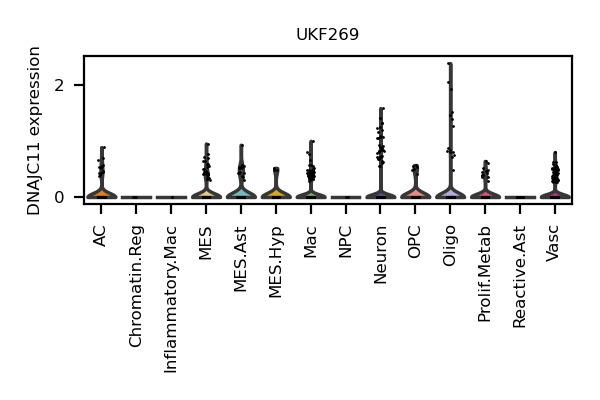 UKF269
DNAJC11 expression
2
0
AC
Chromatin.Reg
Inflammatory.Mac
MES
MES.Ast
MES.Hyp
Mac
NPC
Neuron
OPC
Oligo
Prolif.Metab
Reactive.Ast
Vasc